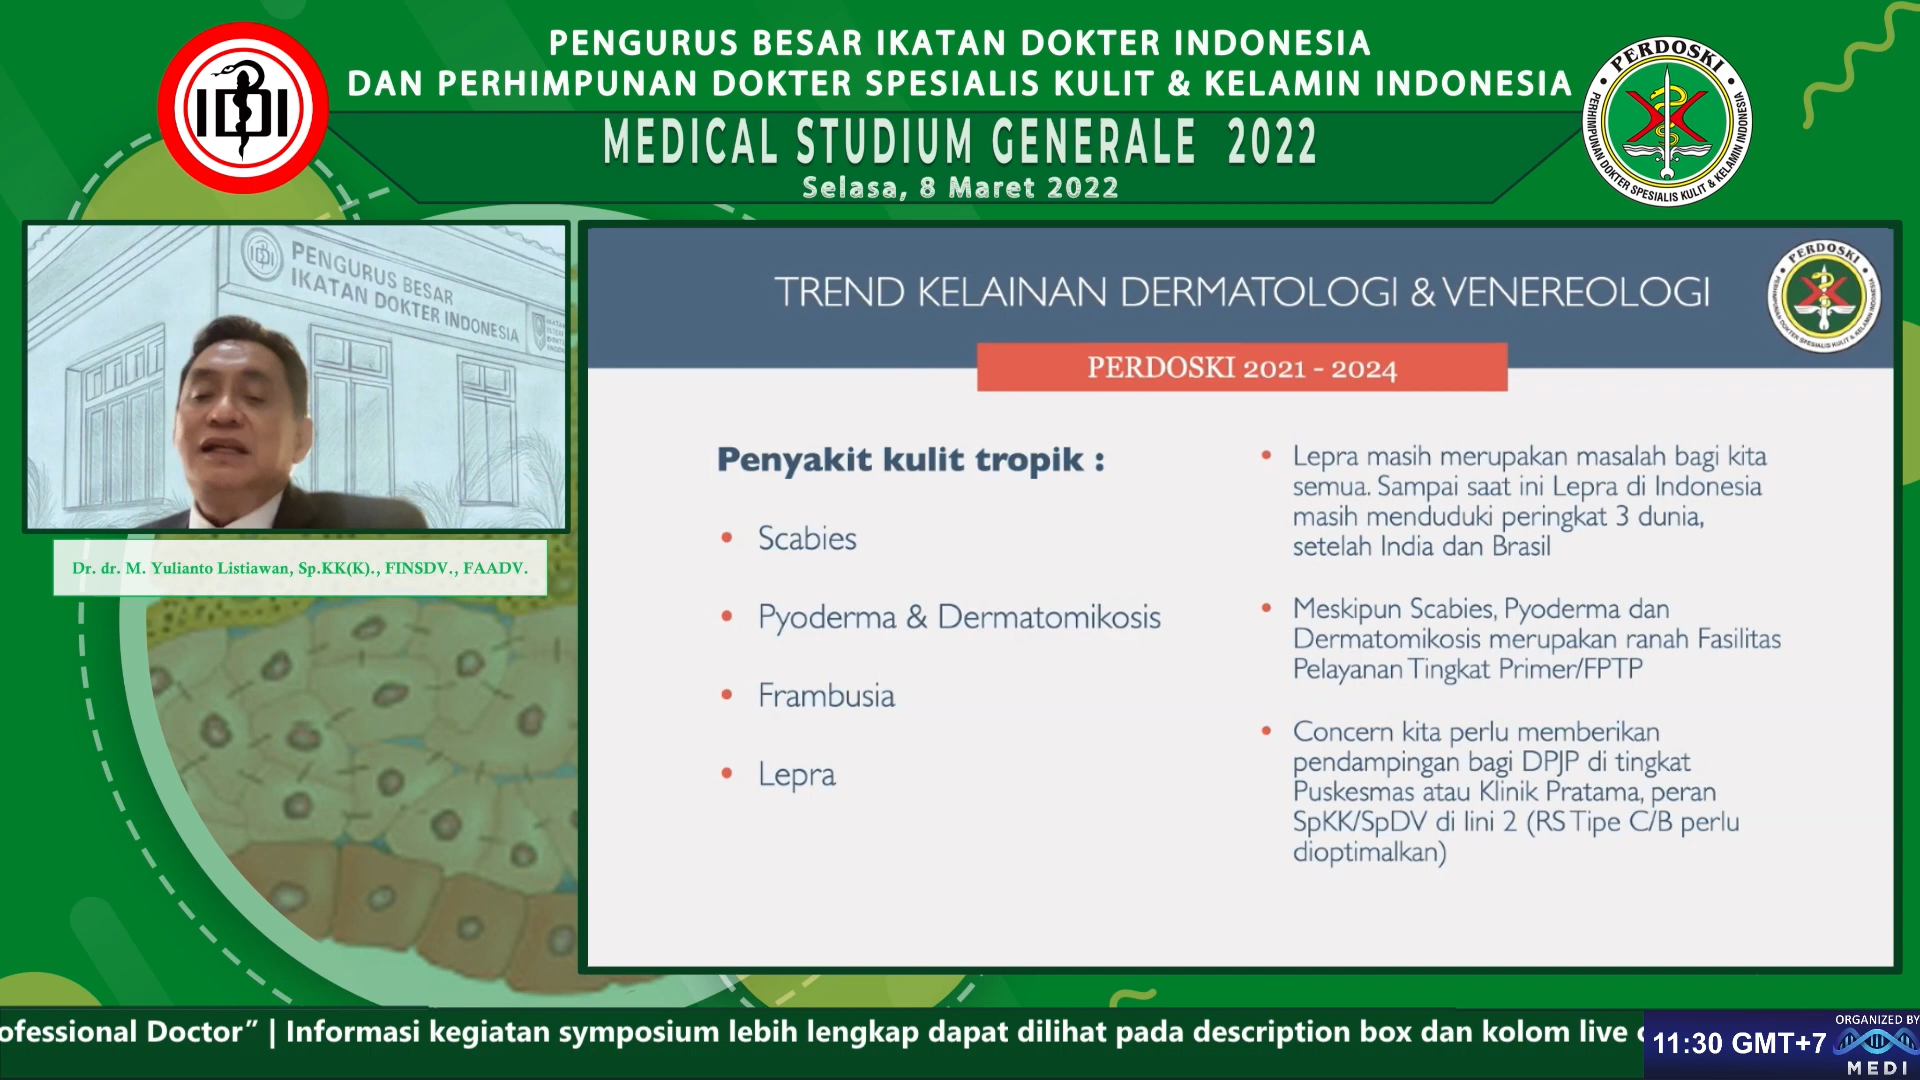 PENGURUS BESAR IKATAN DOKTER INDONESIA
DAN PERHIMPUNAN DOKTER SPESIALIS KULIT & KELAMIN INDONESIA
MEDICAL STUDIUM GENERALE 2022
Selasa, 8 Maret 2022
IDI
PERDOSKI
PERHIMPUNAN DOKTER SPESIALIS KULIT & KELAMIN INDONESIA
PENGURUS BESAR
IKATAN DOKTER INDONESIA
Dr. dr. M. Yulianto Listiawan, Sp.KK(K)., FINSDV., FAADV.
TREND KELAINAN DERMATOLOGI & VENEREOLOGI
PERDOSKI
PERHIMPUNAN DOKTER SPESIALIS KULIT & KELAMIN INDONESIA
PERDOSKI 2021 - 2024
Penyakit kulit tropik :
• Scabies
• Pyoderma & Dermatomikosis
• Frambusia
• Lepra
• Lepra masih merupakan masalah bagi kita
semua. Sampai saat ini Lepra di Indonesia
masih menduduki peringkat 3 dunia,
setelah India dan Brasil
• Meskipun Scabies, Pyoderma dan
Dermatomikosis merupakan ranah Fasilitas
Pelayanan Tingkat Primer/FPTP
• Concern kita perlu memberikan
pendampingan bagi DPJP di tingkat
Puskesmas atau Klinik Pratama, peran
SpKK/SpDV di lini 2 (RS Tipe C/B perlu
dioptimalkan)
ofessional Doctor” | Informasi kegiatan symposium lebih lengkap dapat dilihat pada description box dan kolom live
11:30 GMT+7
ORGANIZED BY
MEDI